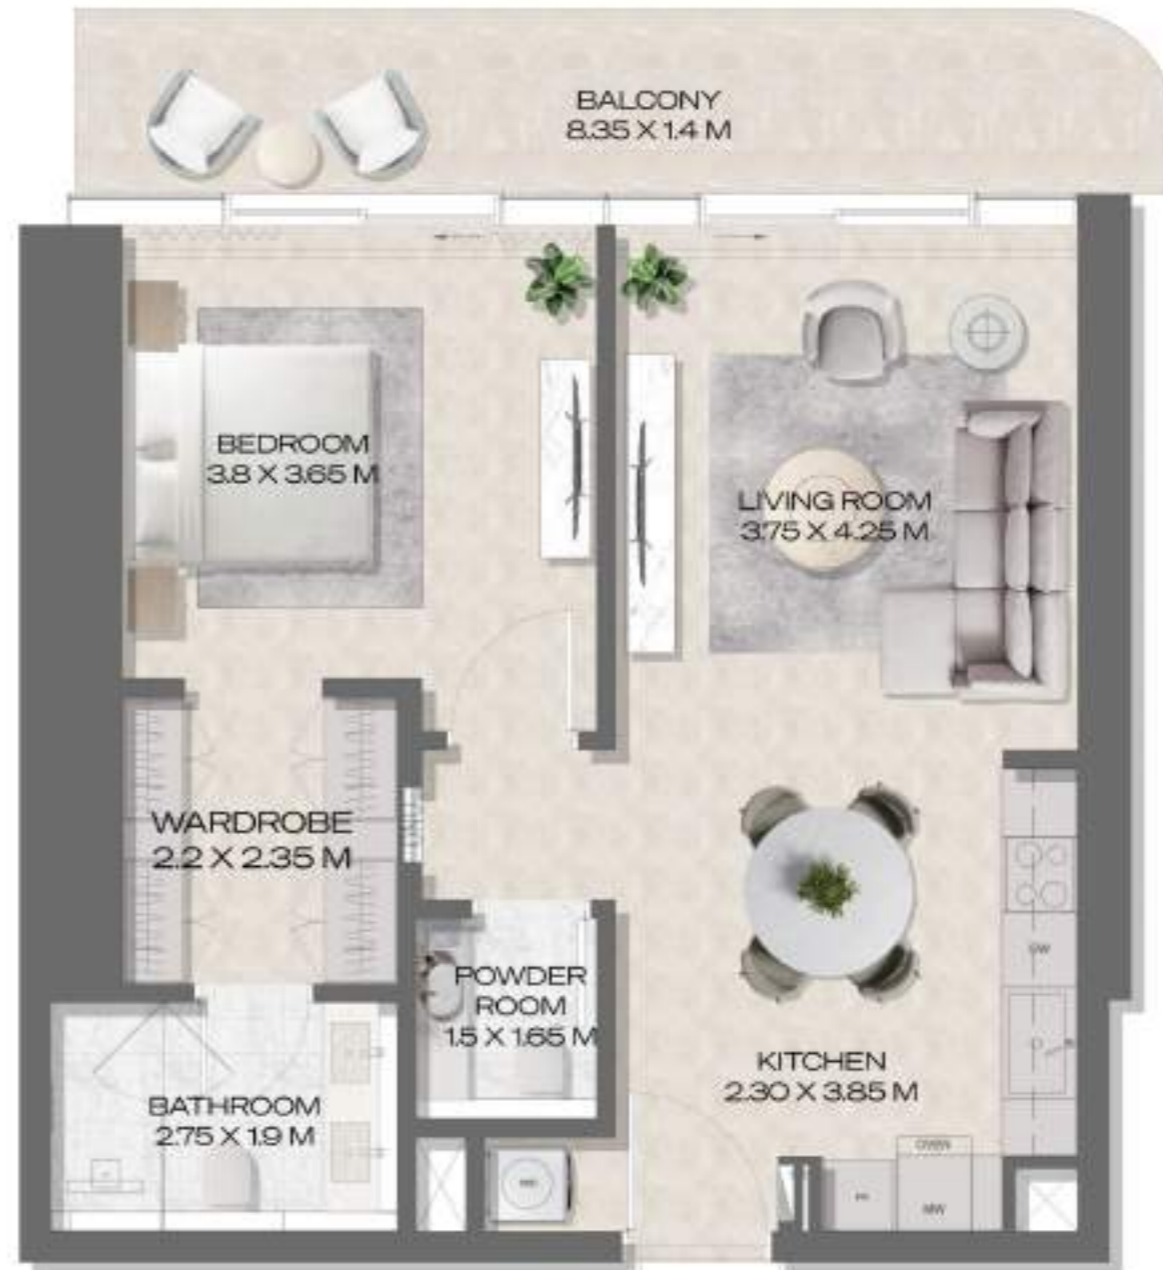 BALCONY
8.35 X 1.4 M
BEDROOM
3.8 X 3.65 M
LIVING ROOM
3.75 X 4.25 M
WARDROBE
2.2 X 2.35 M
POWDER
ROOM
1.5 X 1.65 M
KITCHEN
2.30 X 3.85 M
BATHROOM
2.75 X 1.9 M
OVEN
MW